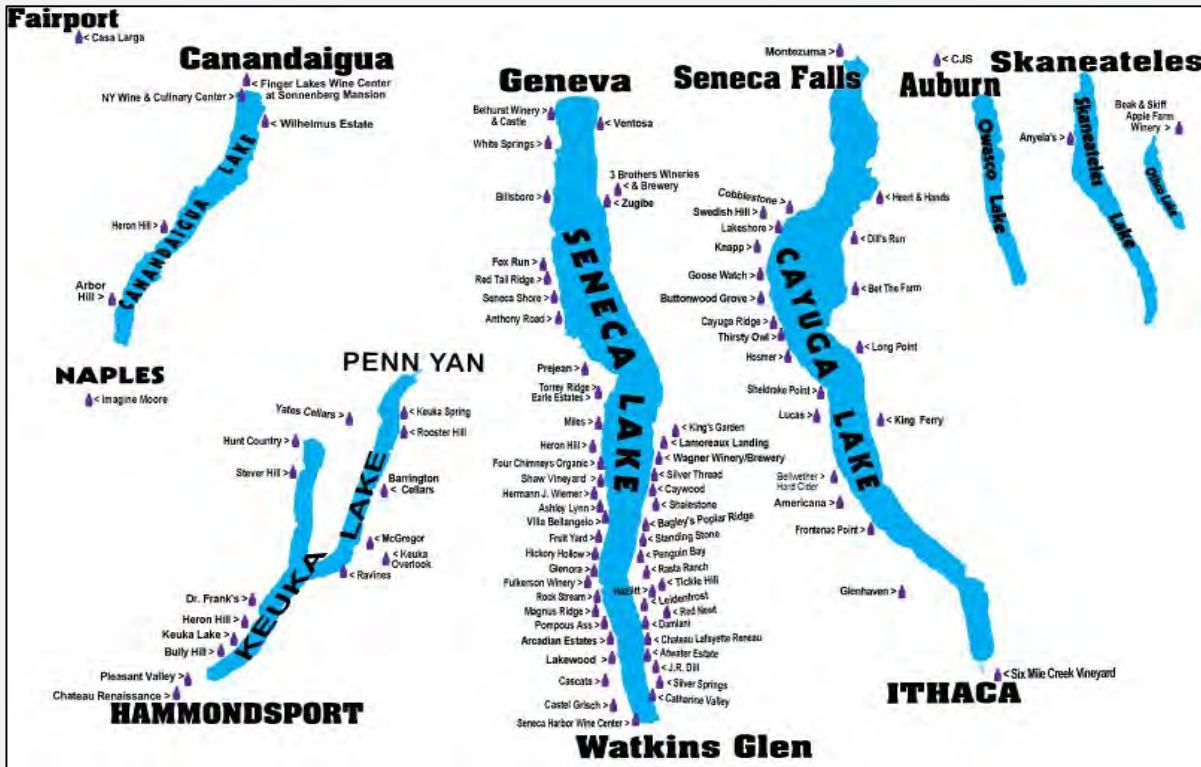 Fairport
< Casa Larga
Canandaigua
< Finger Lakes Wine Center
at Sonnenberg Mansion
NY Wine & Culinary Center >
< Wilhelmus Estate
CANANDAIGUA LAKE
Heron Hill >
Arbor
Hill >
NAPLES
< Imagine Moore
PENN YAN
Yates Cellars >
< Keuka Spring
< Rooster Hill
Hunt Country >
Stever Hill >
Barrington
< Cellars
KEUKA LAKE
< McGregor
< Keuka
Overlook
< Ravines
Dr. Frank's >
Heron Hill >
Keuka Lake >
Bully Hill >
Pleasant Valley >
Chateau Renaissance >
HAMMONDSPORT
Geneva
Belhurst Winery >
& Castle
< Ventosa
White Springs >
3 Brothers Wineries
< & Brewery
Billsboro >
< Zugibe
SENECA LAKE
Fox Run >
Red Tail Ridge >
Seneca Shore >
Anthony Road >
Prejean >
Torrey Ridge >
Earle Estates >
Miles >
Heron Hill >
Four Chimneys Organic >
Shaw Vineyard >
Hermann J. Wiemer >
Ashley Lynn >
Villa Bellangelo >
Fruit Yard >
Hickory Hollow >
Glenora >
Fulkerson Winery >
Rock Stream >
Magnus Ridge >
Pompous Ass >
Arcadian Estates >
Lakewood >
Cascata >
Castel Grisch >
Seneca Harbor Wine Center >
< King's Garden
< Lamoreaux Landing
< Wagner Winery/Brewery
< Silver Thread
< Caywood
< Shalestone
< Bagley's Poplar Ridge
< Standing Stone
< Penguin Bay
< Rasta Ranch
< Tickle Hill
Hazlitt >
< Leidenfrost
< Red Newt
< Damiani
< Chateau Lafayette Reneau
< Atwater Estate
< J.R. Dill
< Silver Springs
< Catharine Valley
Watkins Glen
Montezuma >
Seneca Falls
Cobblestone >
< Heart & Hands
Swedish Hill >
Lakeshore >
< Dill's Run
Knapp >
Goose Watch >
< Bet The Farm
Buttonwood Grove >
CAYUGA LAKE
Cayuga Ridge >
Thirsty Owl >
< Long Point
Hosmer >
Sheldrake Point >
Lucas >
< King Ferry
Bellwether >
Hard Cider
Americana >
Frontenac Point >
Glenhaven >
< Six Mile Creek Vineyard
ITHACA
< CJS
Auburn
Owasco Lake
Skaneateles
Skaneateles Lake
Anyela's >
Beak & Skiff
Apple Farm
Winery >
Otisco Lake